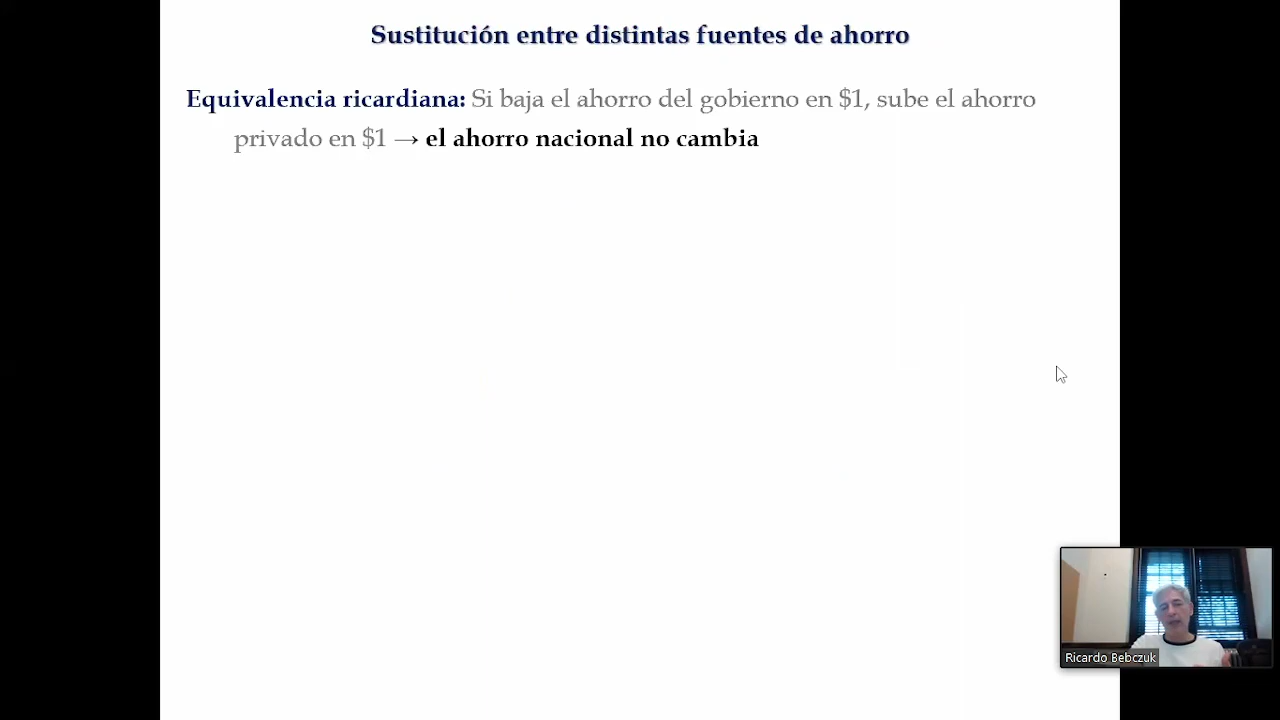 Sustitución entre distintas fuentes de ahorro
Equivalencia ricardiana: Si baja el ahorro del gobierno en $1, sube el ahorro
privado en $1 → el ahorro nacional no cambia
Ricardo Bebczuk